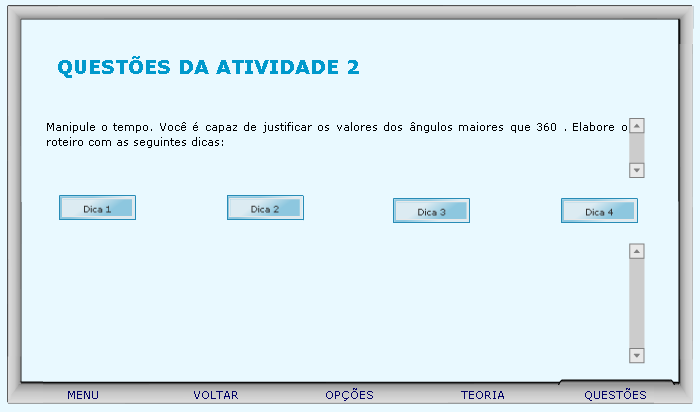 QUESTÕES DA ATIVIDADE 2
Manipule o tempo. Você é capaz de justificar os valores dos ângulos maiores que 360 . Elabore o
roteiro com as seguintes dicas:
Dica 1
Dica 2
Dica 3
Dica 4
MENU
VOLTAR
OPÇÕES
TEORIA
QUESTÕES